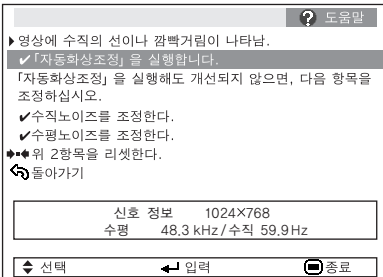 ? 도움말
▶영상에 수직의 선이나 깜빡거림이 나타남.
✔「자동화상조정」을 실행합니다.
「자동화상조정」을 실행해도 개선되지 않으면, 다음 항목을
조정하십시오.
✔수직노이즈를 조정한다.
✔수평노이즈를 조정한다.
위 2항목을 리셋한다.
돌아가기
신호 정보 1024×768
수평 48.3 kHz/수직 59.9Hz
선택 입력 종료